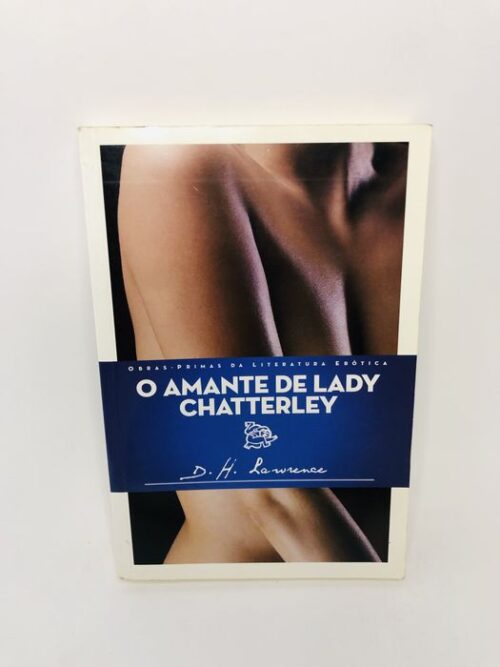 OBRAS-PRIMAS DA LITERATURA ERÓTICA
O AMANTE DE LADY
CHATTERLEY
D. H. Lawrence